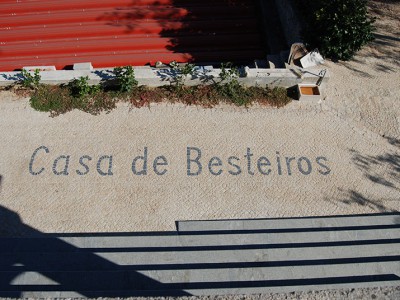 Casa de Besteiros